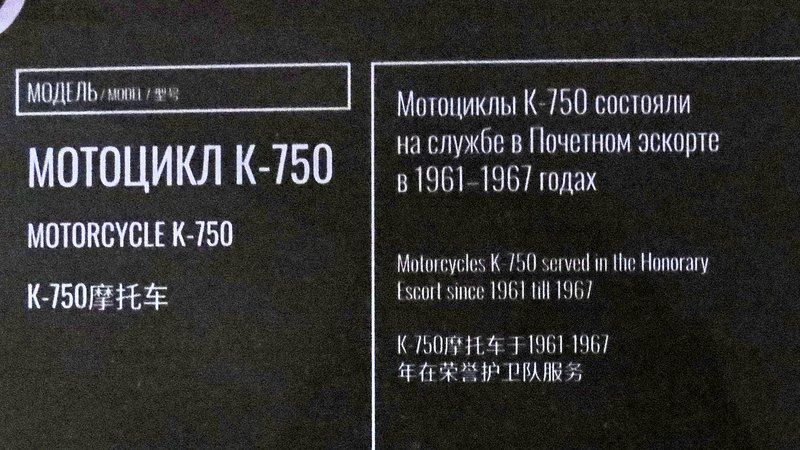 МОДЕЛЬ / MODEL / 型号
МОТОЦИКЛ К-750
MOTORCYCLE K-750
K-750摩托车
Мотоциклы К-750 состояли
на службе в Почетном эскорте
в 1961–1967 годах
Motorcycles K-750 served in the Honorary
Escort since 1961 till 1967
K-750摩托车于1961-1967
年在荣誉护卫队服务